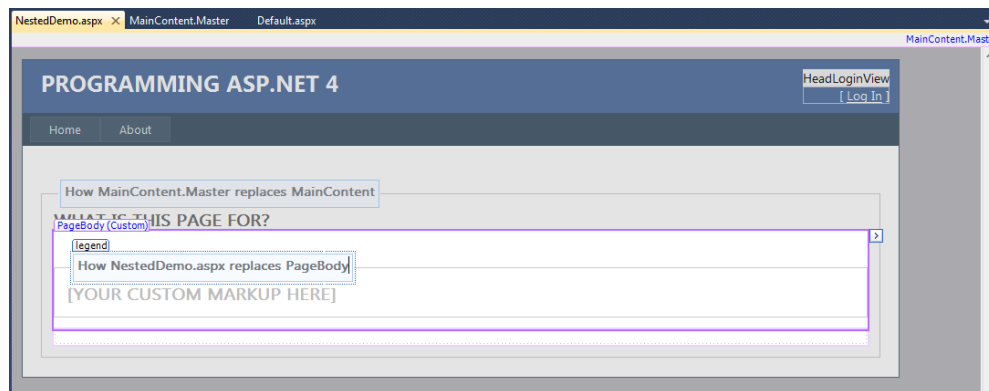 NestedDemo.aspx MainContent.Master Default.aspx
MainContent.Mast
PROGRAMMING ASP.NET 4
HeadLoginView
[ Log In ]
Home About
How MainContent.Master replaces MainContent
WHAT IS THIS PAGE FOR?
PageBody (Custom)
legend
How NestedDemo.aspx replaces PageBody
[YOUR CUSTOM MARKUP HERE]